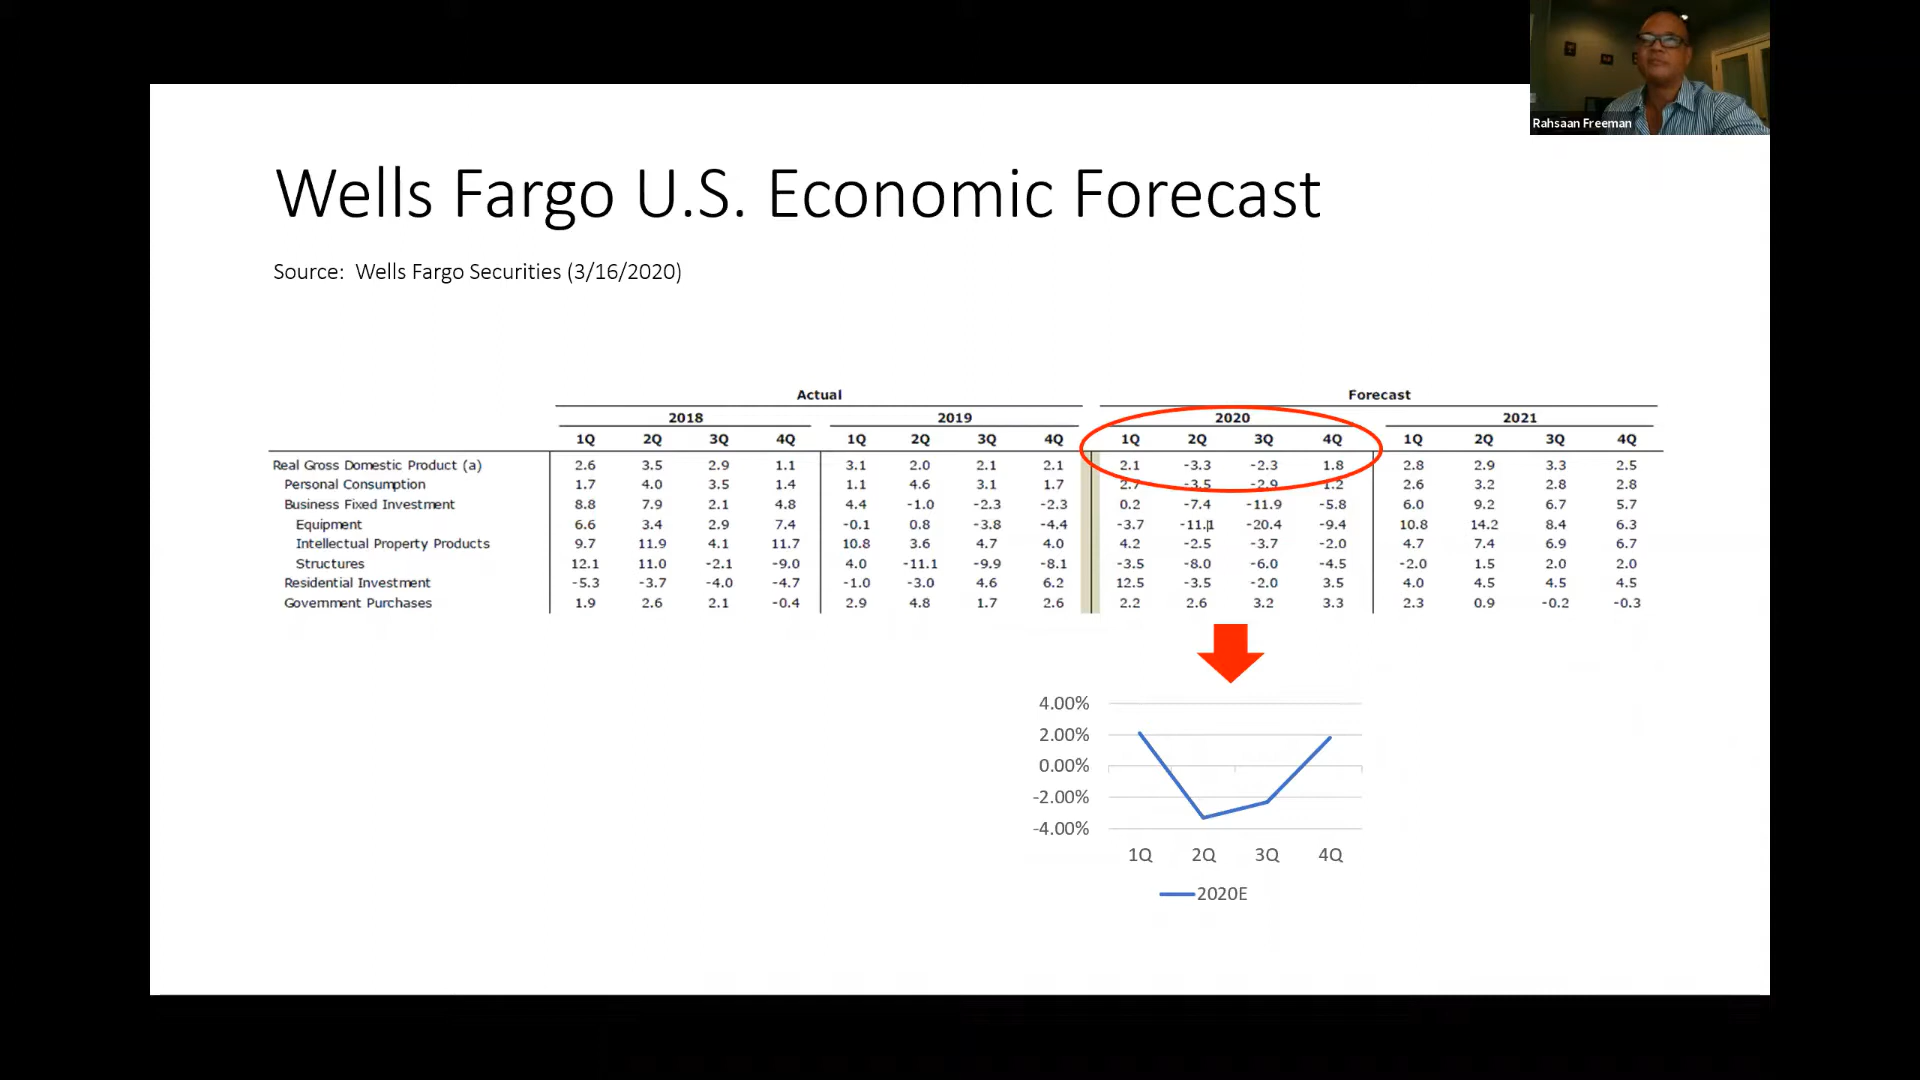 Rahsaan Freeman
Wells Fargo U.S. Economic Forecast
Source: Wells Fargo Securities (3/16/2020)
Actual Forecast
2018 2019 2020 2021
1Q 2Q 3Q 4Q 1Q 2Q 3Q 4Q 1Q 2Q 3Q 4Q 1Q 2Q 3Q 4Q
Real Gross Domestic Product (a) 2.6 3.5 2.9 1.1 3.1 2.0 2.1 2.1 2.1 -3.3 -2.3 1.8 2.8 2.9 3.3 2.5
Personal Consumption 1.7 4.0 3.5 1.4 1.1 4.6 3.1 1.7 2.7 -3.5 -2.9 1.2 2.6 3.2 2.8 2.8
Business Fixed Investment 8.8 7.9 2.1 4.8 4.4 -1.0 -2.3 -2.3 0.2 -7.4 -11.9 -5.8 6.0 9.2 6.7 5.7
Equipment 6.6 3.4 2.9 7.4 -0.1 0.8 -3.8 -4.4 -3.7 -11.1 -20.4 -9.4 10.8 14.2 8.4 6.3
Intellectual Property Products 9.7 11.9 4.1 11.7 10.8 3.6 4.7 4.0 4.2 -2.5 -3.7 -2.0 4.7 7.4 6.9 6.7
Structures 12.1 11.0 -2.1 -9.0 4.0 -11.1 -9.9 -8.1 -3.5 -8.0 -6.0 -4.5 -2.0 1.5 2.0 2.0
Residential Investment -5.3 -3.7 -4.0 -4.7 -1.0 -3.0 4.6 6.2 12.5 -3.5 -2.0 3.5 4.0 4.5 4.5 4.5
Government Purchases 1.9 2.6 2.1 -0.4 2.9 4.8 1.7 2.6 2.2 2.6 3.2 3.3 2.3 0.9 -0.2 -0.3
4.00%
2.00%
0.00%
-2.00%
-4.00%
1Q 2Q 3Q 4Q
2020E